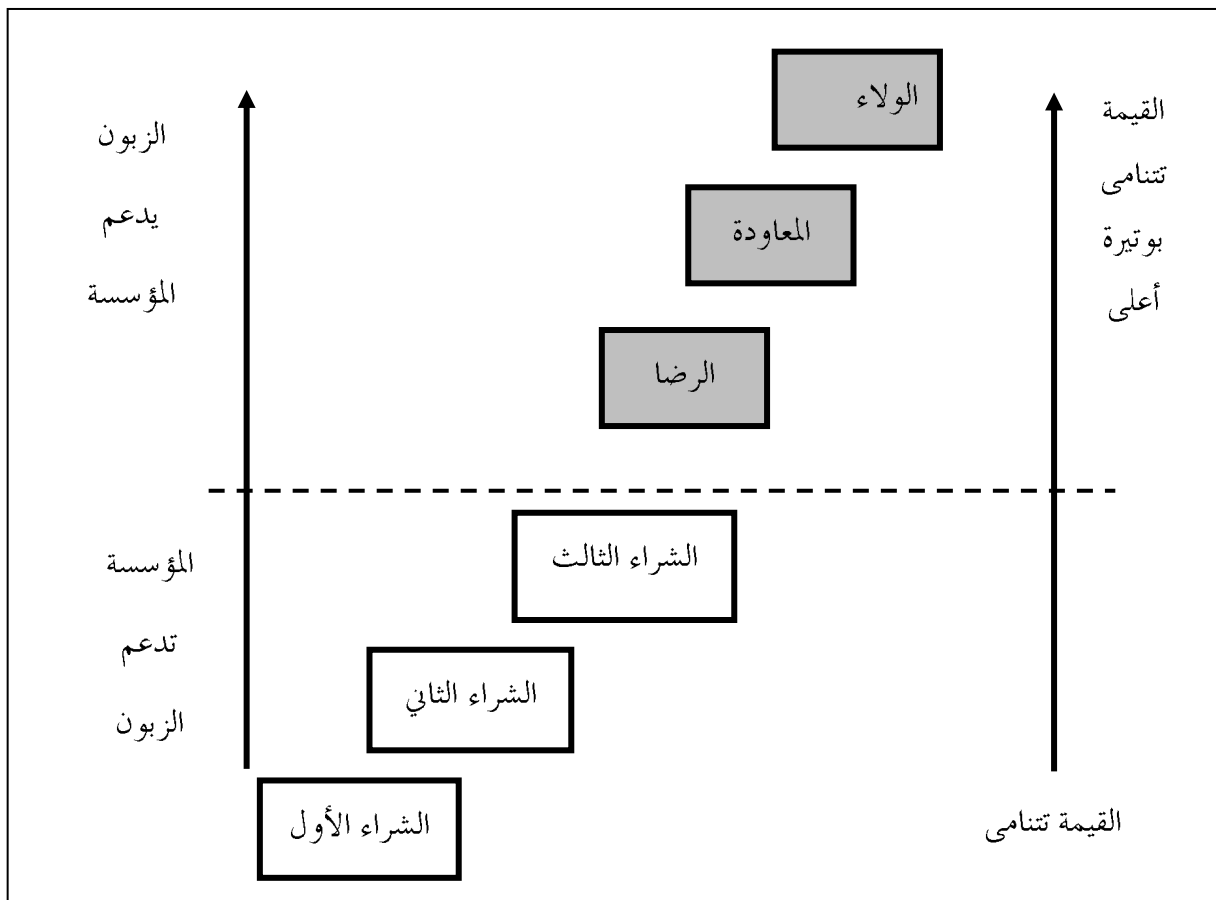 الولاء
القيمة
تتنامى
بوتيرة
أعلى
الزبون
يدعم
المؤسسة
المعاودة
الرضا
الشراء الثالث
المؤسسة
تدعم
الزبون
الشراء الثاني
الشراء الأول
القيمة تتنامى